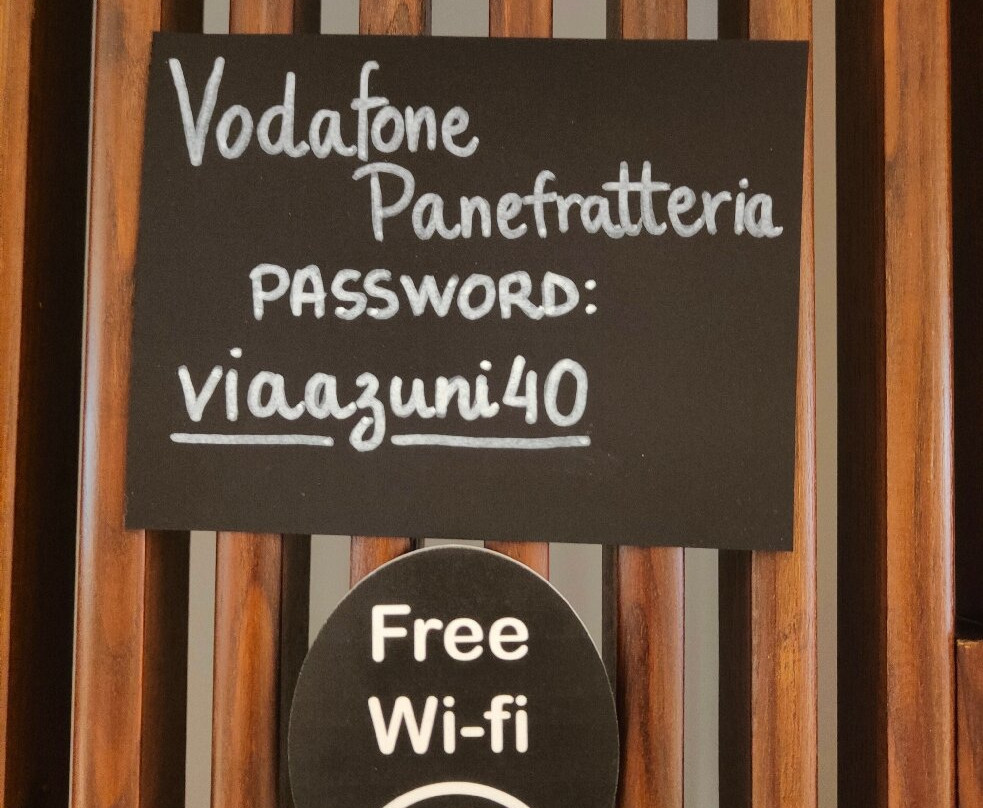 Vodafone
Panefratteria
PASSWORD:
viaazuni40
Free
Wi-fi